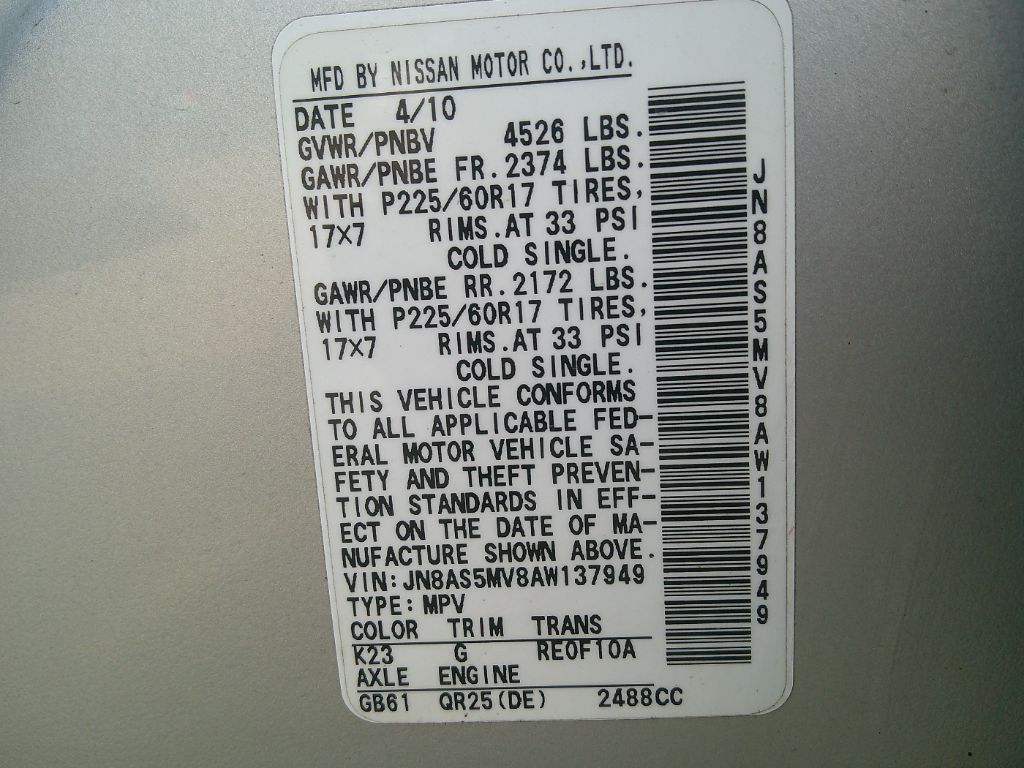 MFD BY NISSAN MOTOR CO.,LTD.
DATE 4/10
GVWR/PNBV 4526 LBS.
GAWR/PNBE FR.2374 LBS.
WITH P225/60R17 TIRES,
17X7 RIMS.AT 33 PSI
COLD SINGLE.
GAWR/PNBE RR.2172 LBS.
WITH P225/60R17 TIRES,
17X7 RIMS.AT 33 PSI
COLD SINGLE.
THIS VEHICLE CONFORMS
TO ALL APPLICABLE FED-
ERAL MOTOR VEHICLE SA-
FETY AND THEFT PREVEN-
TION STANDARDS IN EFF-
ECT ON THE DATE OF MA-
NUFACTURE SHOWN ABOVE.
VIN:JN8AS5MV8AW137949
TYPE:MPV
COLOR TRIM TRANS
K23 G RE0F10A
AXLE ENGINE
GB61 QR25(DE) 2488CC
JN8AS5MV8AW137949